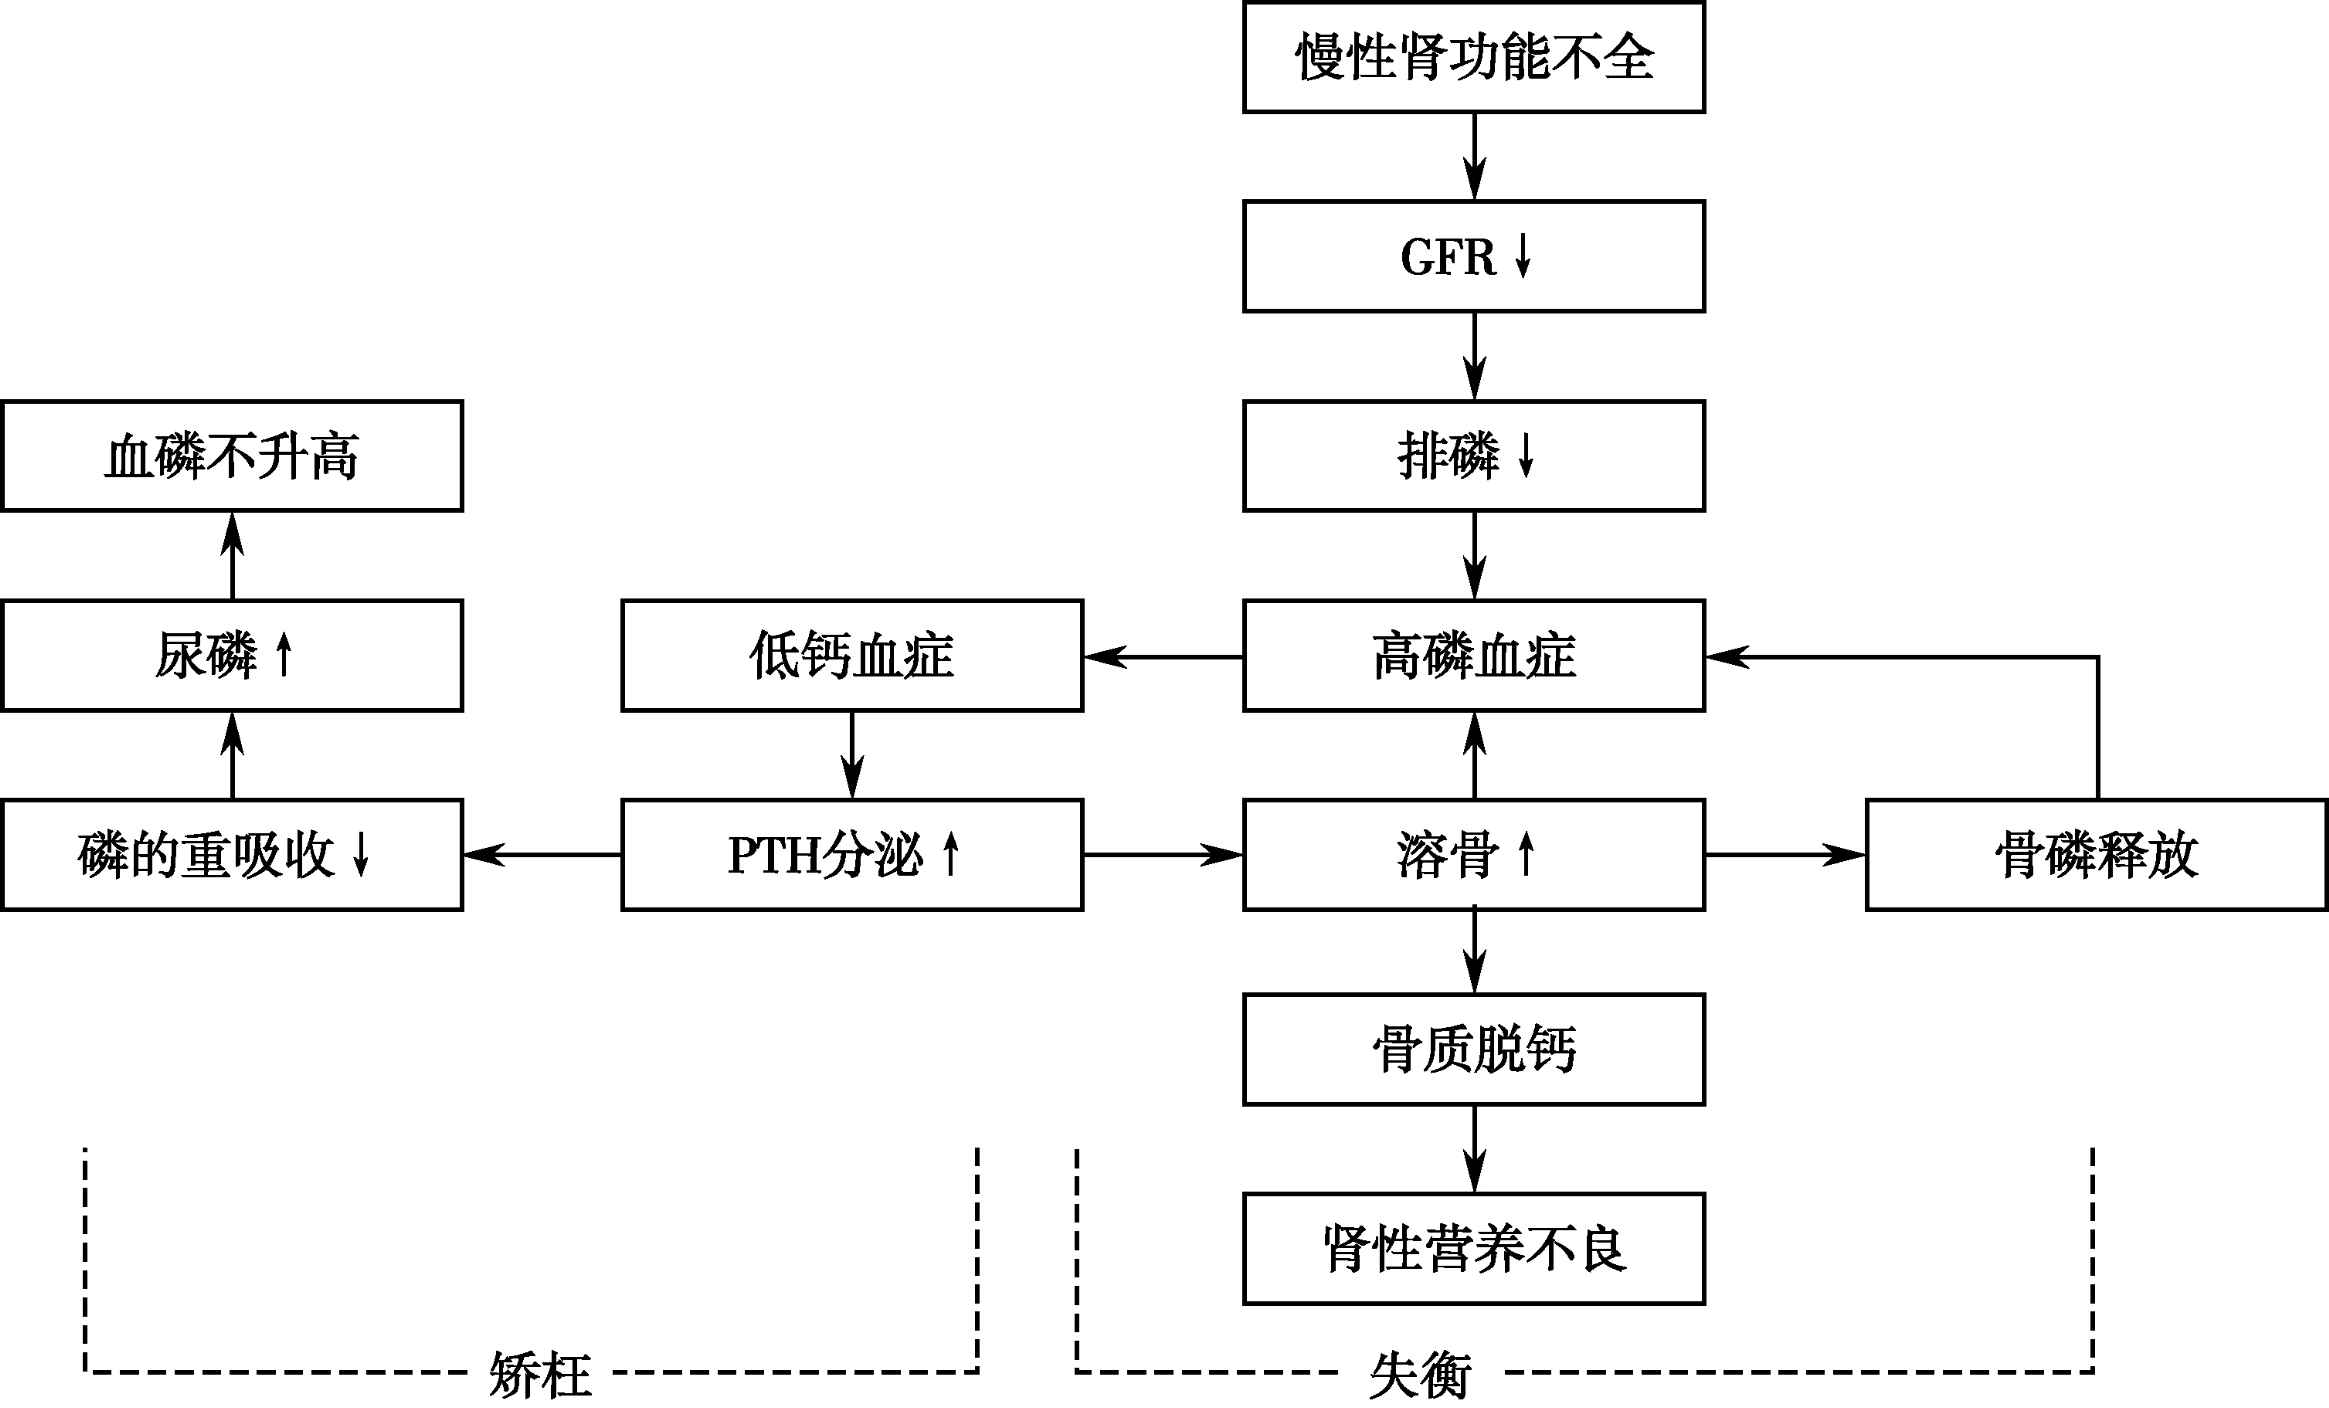 慢性肾功能不全
GFR↓
排磷↓
血磷不升高
尿磷↑
低钙血症
高磷血症
磷的重吸收↓
PTH分泌↑
溶骨↑
骨磷释放
骨质脱钙
肾性营养不良
矫枉
失衡